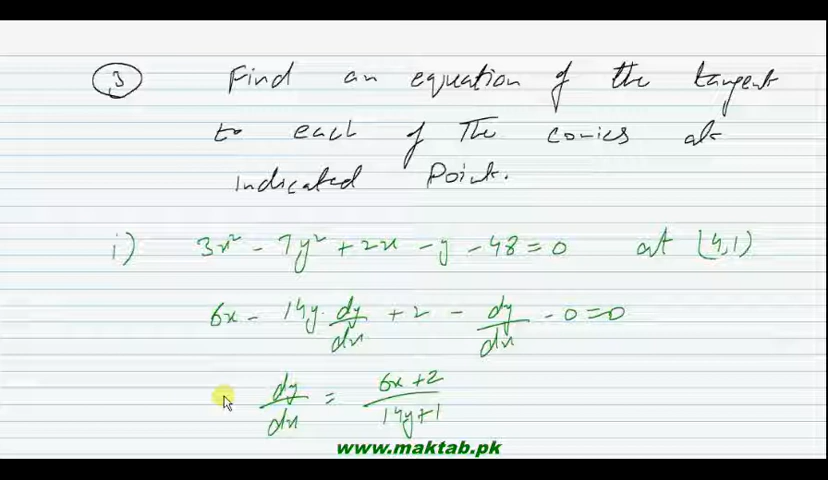 3 Find an equation of the tangent
to each of the conics at
indicated Point.
i) 3x² - 7y² + 2x - y - 48 = 0 at (4,1)
6x - 14y. dy/dx + 2 - dy/dx - 0 = 0
dy/dx = 6x + 2 / 14y + 1
www.maktab.pk